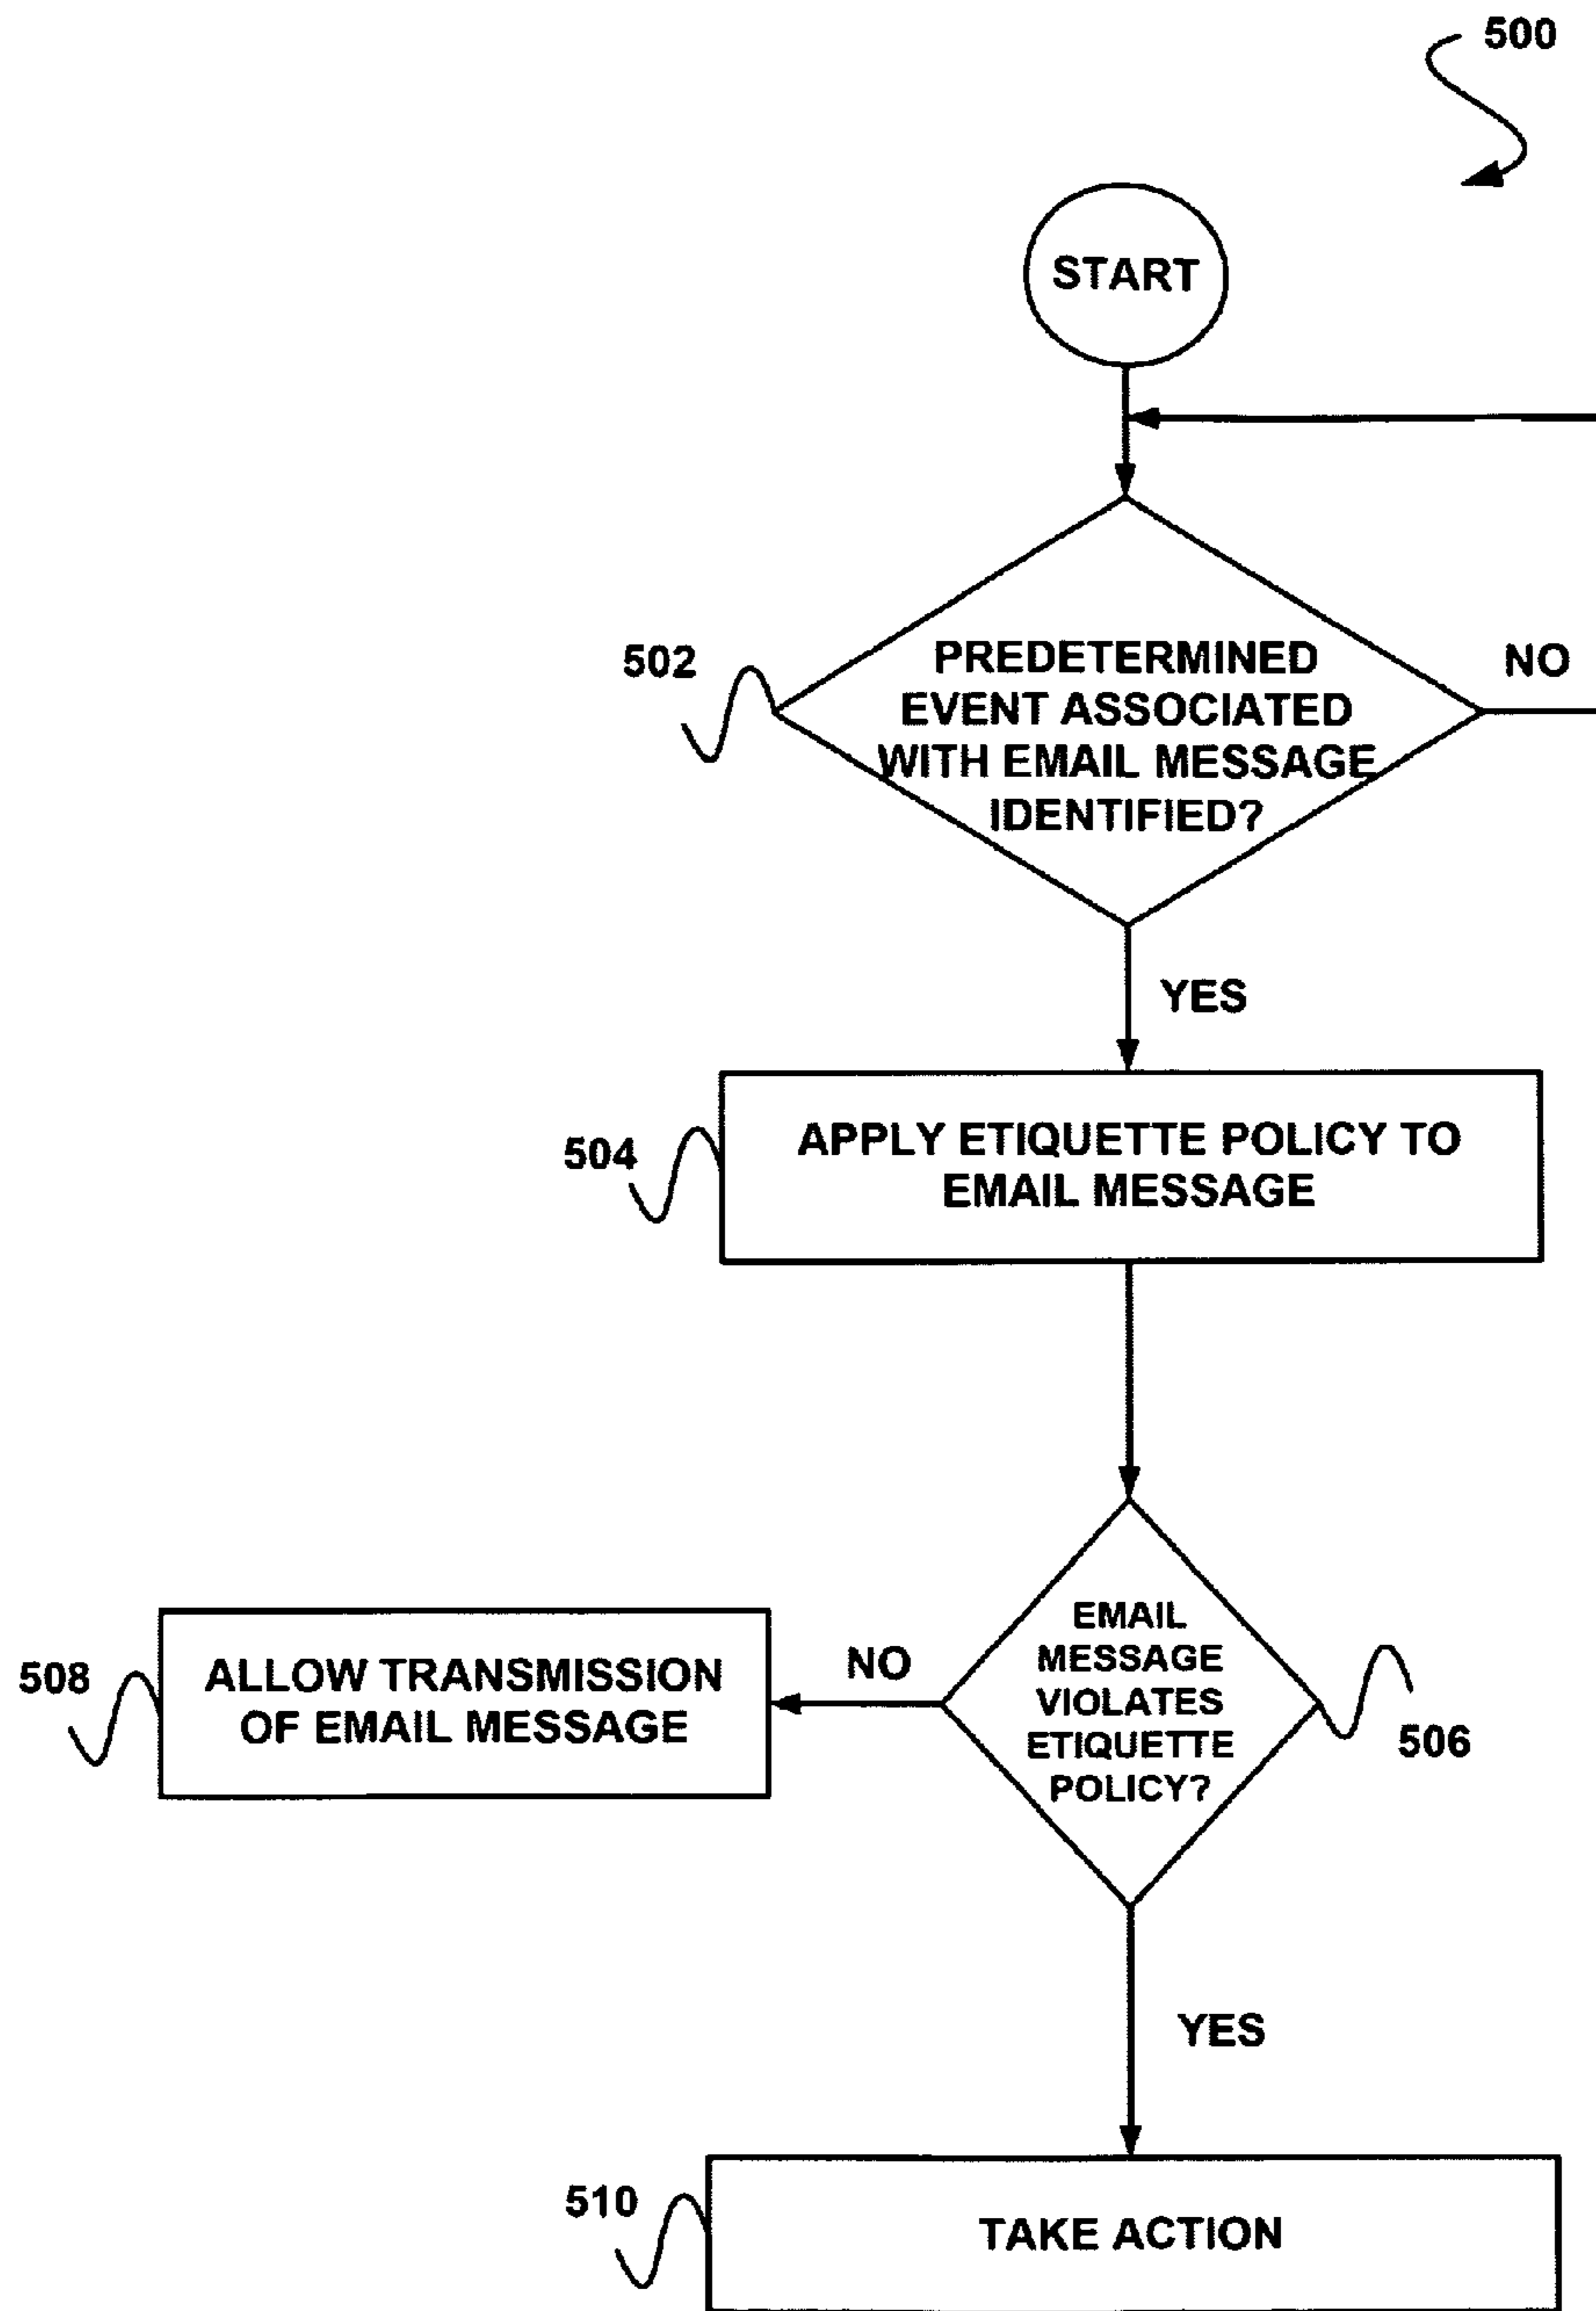 500
START
502
PREDETERMINED
EVENT ASSOCIATED
WITH EMAIL MESSAGE
IDENTIFIED?
NO
YES
504
APPLY ETIQUETTE POLICY TO
EMAIL MESSAGE
508
ALLOW TRANSMISSION
OF EMAIL MESSAGE
NO
EMAIL
MESSAGE
VIOLATES
ETIQUETTE
POLICY?
506
YES
510
TAKE ACTION